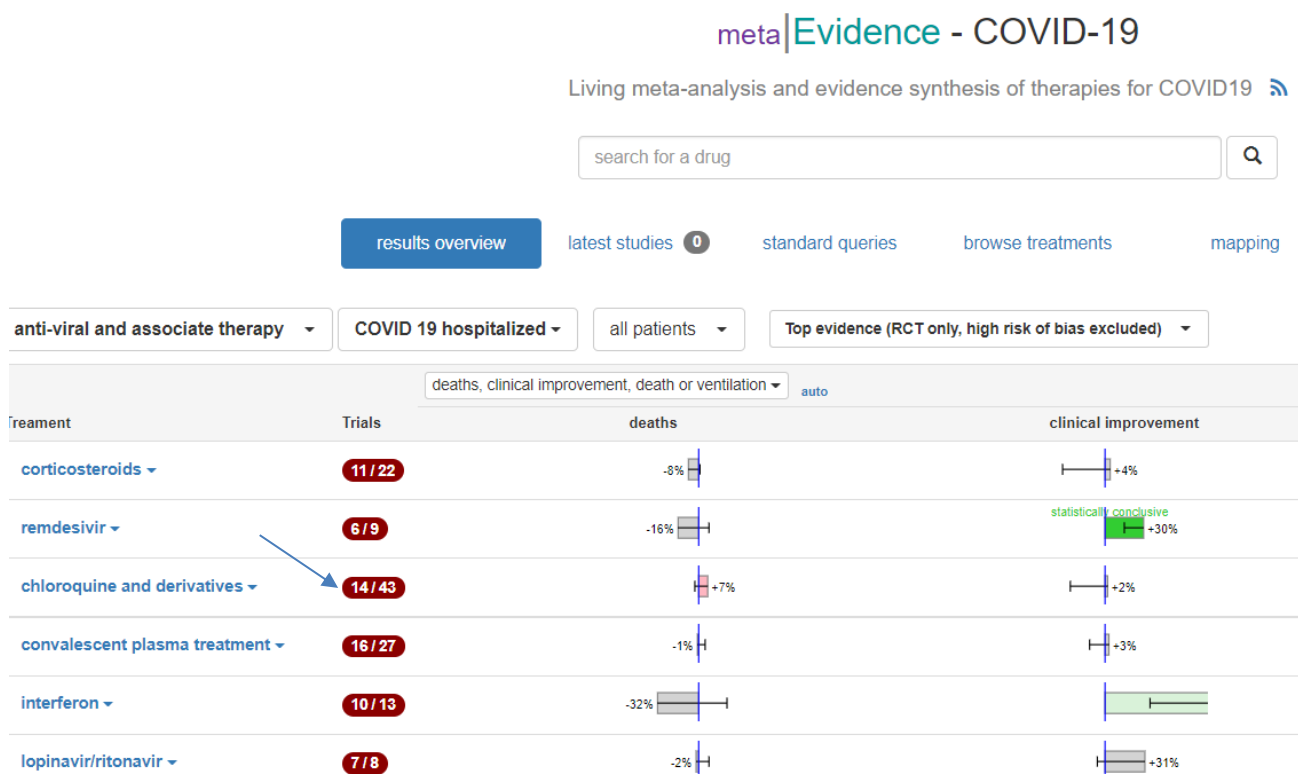 meta|Evidence - COVID-19
Living meta-analysis and evidence synthesis of therapies for COVID19
search for a drug
results overview latest studies 0 standard queries browse treatments mapping
anti-viral and associate therapy COVID 19 hospitalized all patients Top evidence (RCT only, high risk of bias excluded)
deaths, clinical improvement, death or ventilation auto
Treament Trials deaths clinical improvement
corticosteroids 11 / 22 -8% +4%
statistically conclusive
remdesivir 6 / 9 -16% +30%
chloroquine and derivatives 14 / 43 +7% +2%
convalescent plasma treatment 16 / 27 -1% +3%
interferon 10 / 13 -32%
lopinavir/ritonavir 7 / 8 -2% +31%